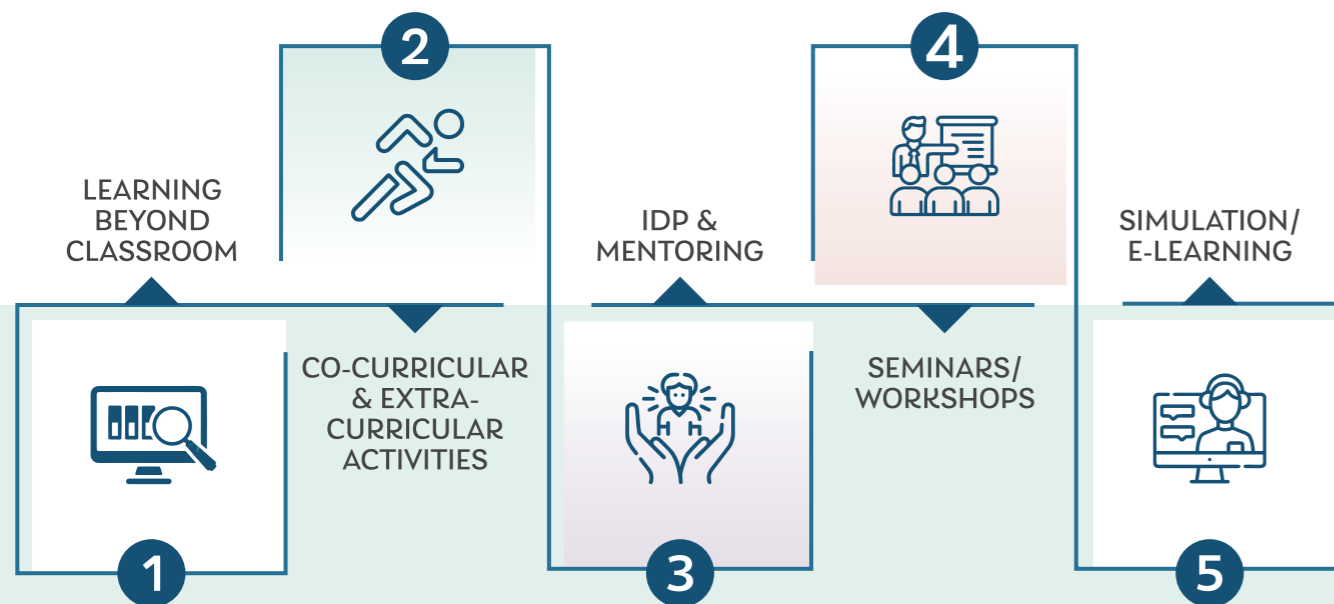 1
LEARNING
BEYOND
CLASSROOM
2
CO-CURRICULAR
& EXTRA-
CURRICULAR
ACTIVITIES
3
IDP &
MENTORING
4
SEMINARS/
WORKSHOPS
5
SIMULATION/
E-LEARNING